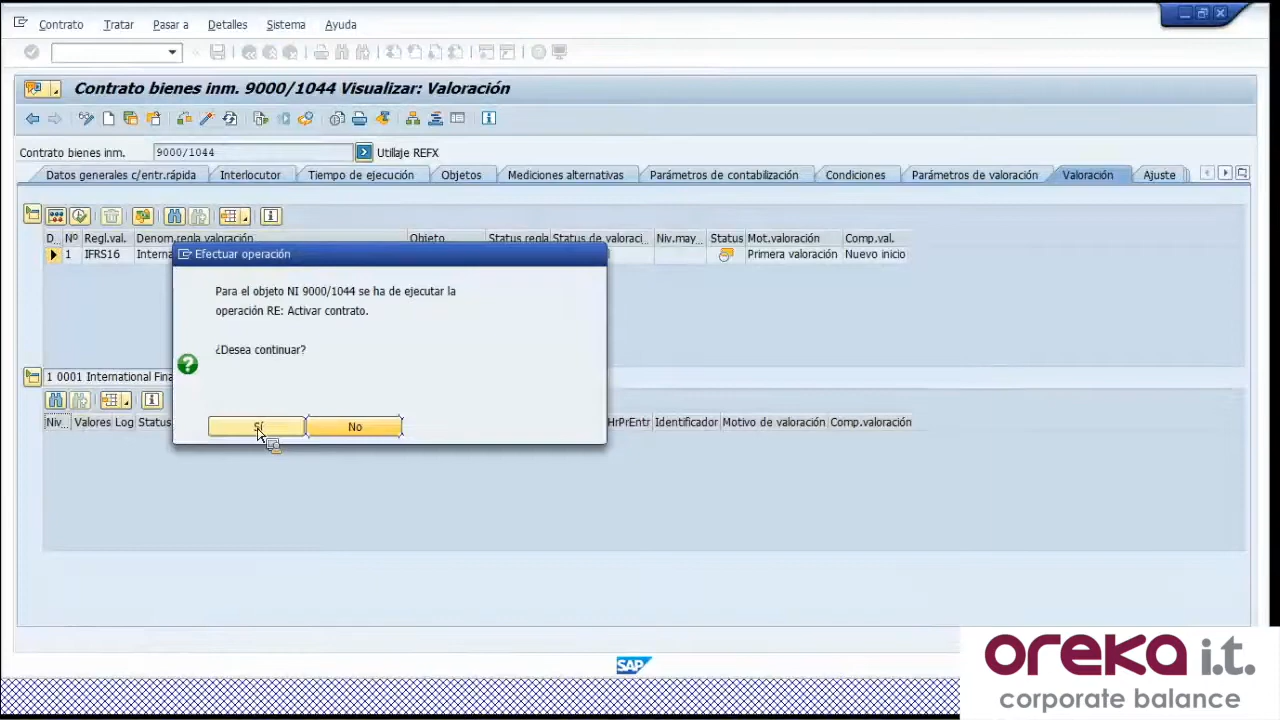 Contrato Tratar Pasar a Detalles Sistema Ayuda
Contrato bienes inm. 9000/1044 Visualizar: Valoración
Contrato bienes inm. 9000/1044 Utillaje REFX
Datos generales c/entr.rápida Interlocutor Tiempo de ejecución Objetos Mediciones alternativas Parámetros de contabilización Condiciones Parámetros de valoración Valoración Ajuste
D.. Nº Regl.val. Denom.regla valoración Objeto Status regla Status de valoraci... Niv.may... Status Mot.valoración Comp.val.
1 IFRS16 Interna Primera valoración Nuevo inicio
Efectuar operación
Para el objeto NI 9000/1044 se ha de ejecutar la
operación RE: Activar contrato.
¿Desea continuar?
Sí No
1 0001 International Fina
Niv... Valores Log Status HrPrEntr Identificador Motivo de valoración Comp.valoración
SAP
oreka i.t.
corporate balance